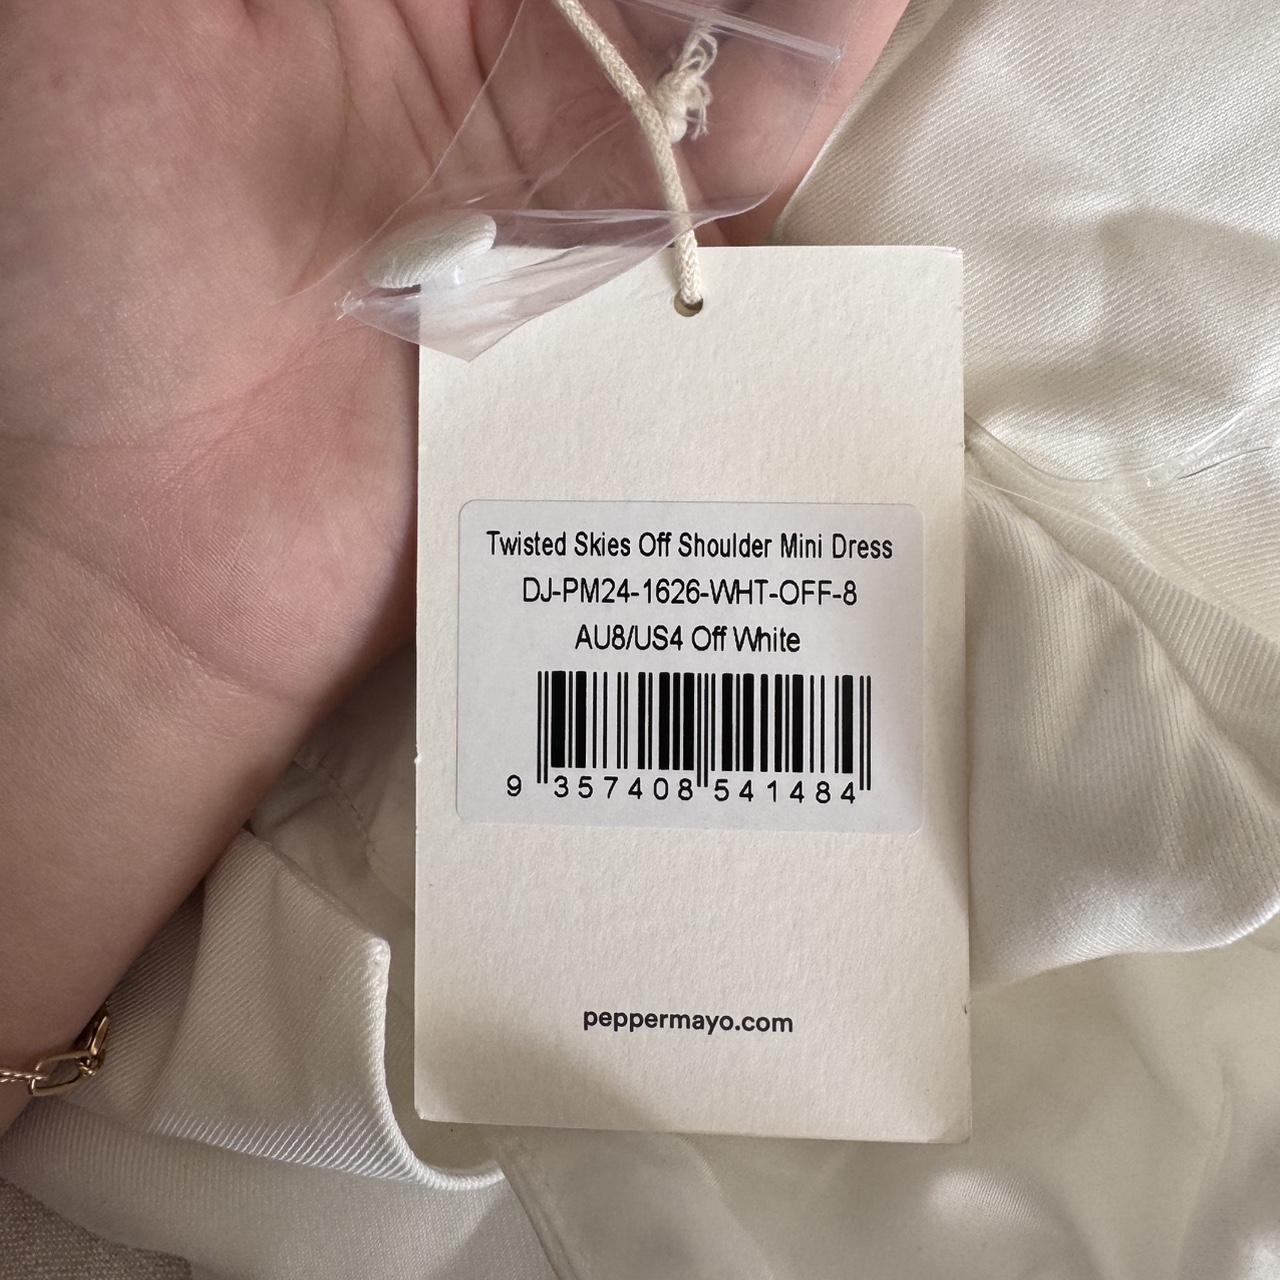 Twisted Skies Off Shoulder Mini Dress
DJ-PM24-1626-WHT-OFF-8
AU8/US4 Off White
9 357408 541484
peppermayo.com